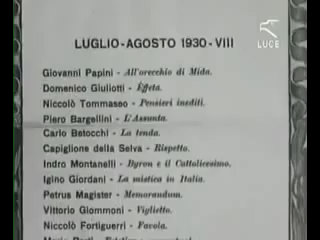 LUCE
LUGLIO-AGOSTO 1930-VIII
Giovanni Papini - All'orecchio di Mida.
Domenico Giuliotti - Éffeta.
Niccolò Tommaseo - Pensieri inediti.
Piero Bargellini - L'Assunta.
Carlo Betocchi - La tenda.
Capiglione della Selva - Rispetto.
Indro Montanelli - Byron e il Cattolicesimo.
Igino Giordani - La mistica in Italia.
Petrus Magister - Memorandum.
Vittorio Giommoni - Viglietto.
Niccolò Fortiguerri - Favola.